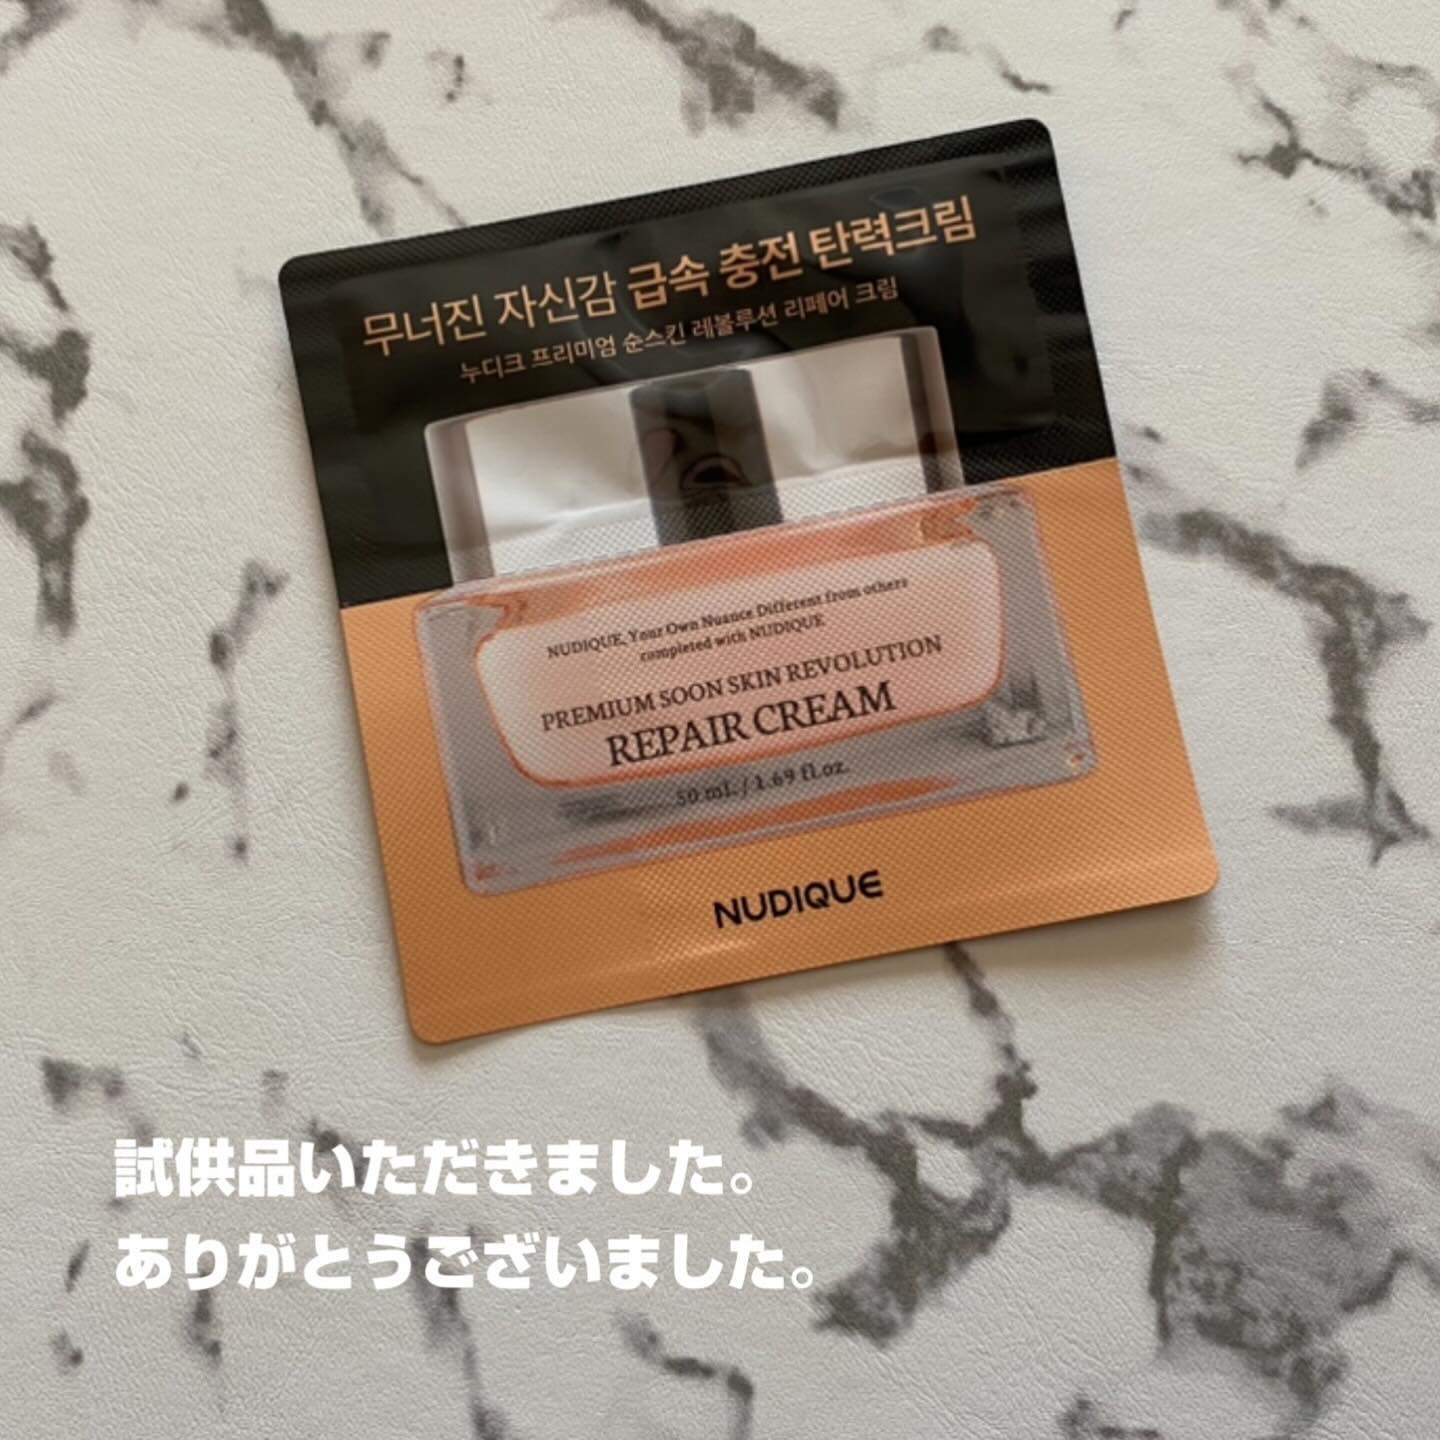 무너진 자신감 급속 충전 탄력크림
누디크 프리미엄 순스킨 레볼루션 리페어 크림
NUDIQUE, Your Own Nuance Different from others
completed with NUDIQUE
PREMIUM SOON SKIN REVOLUTION
REPAIR CREAM
50 mL / 1.69 fl.oz.
NUDIQUE
試供品いただきました。
ありがとうございました。